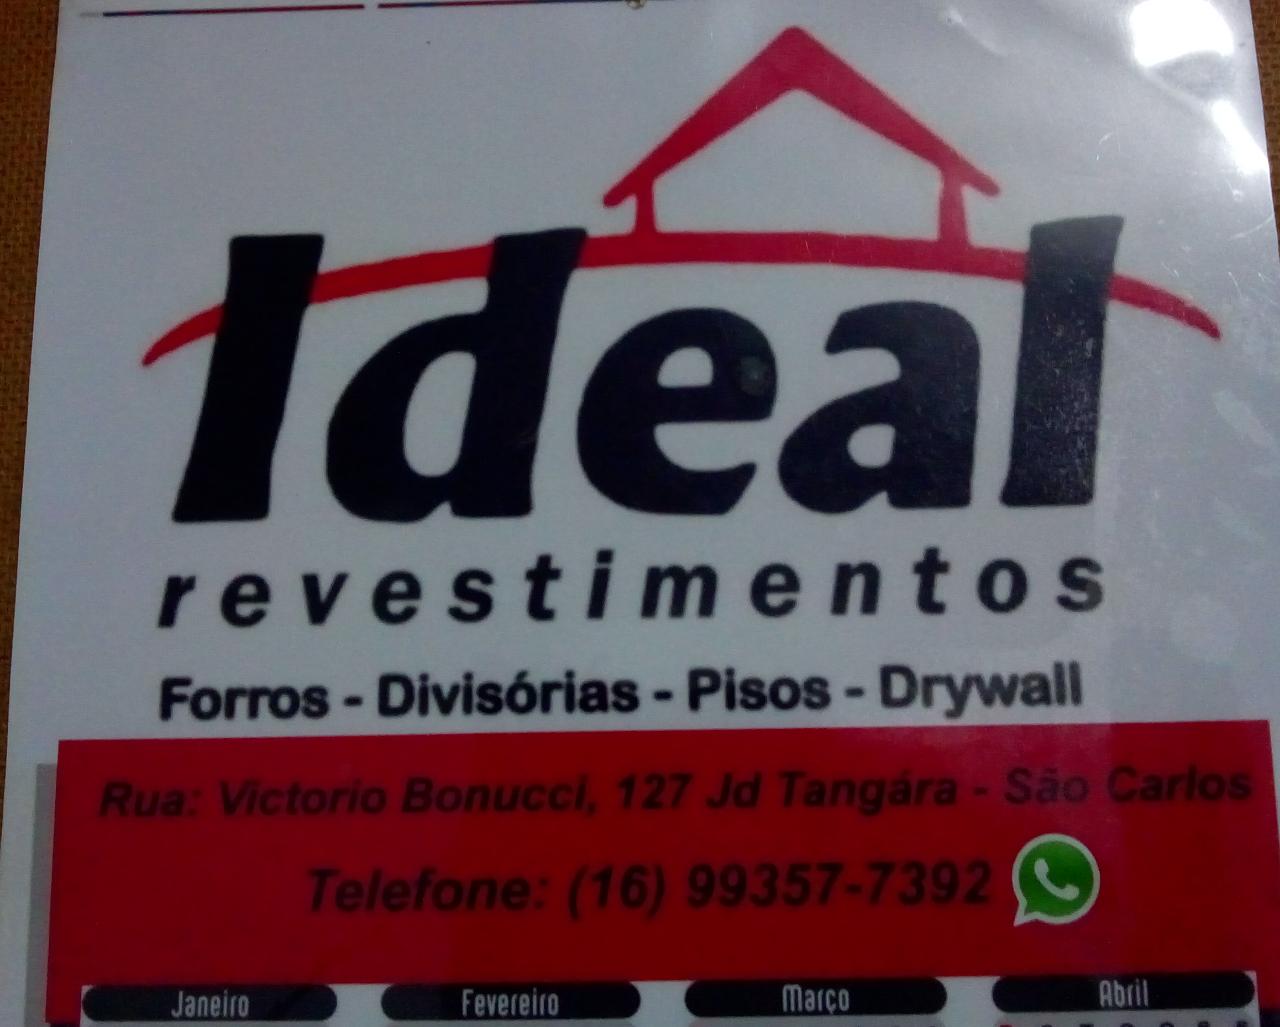 Ideal
revestimentos
Forros - Divisórias - Pisos - Drywall
Rua: Victorio Bonucci, 127 Jd Tangára - São Carlos
Telefone: (16) 99357-7392
Janeiro Fevereiro Março Abril